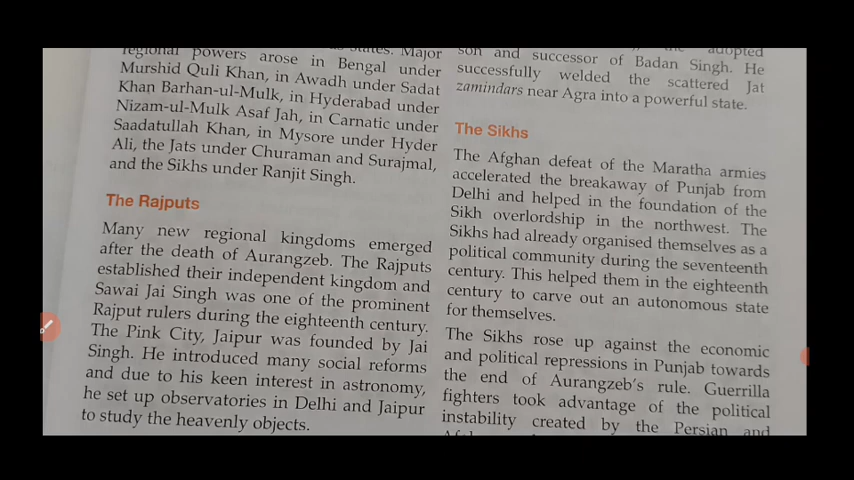 regional powers arose in Bengal under
Murshid Quli Khan, in Awadh under Sadat
Khan Barhan-ul-Mulk, in Hyderabad under
Nizam-ul-Mulk Asaf Jah, in Carnatic under
Saadatullah Khan, in Mysore under Hyder
Ali, the Jats under Churaman and Surajmal,
and the Sikhs under Ranjit Singh.
The Rajputs
Many new regional kingdoms emerged
after the death of Aurangzeb. The Rajputs
established their independent kingdom and
Sawai Jai Singh was one of the prominent
Rajput rulers during the eighteenth century.
The Pink City, Jaipur was founded by Jai
Singh. He introduced many social reforms
and due to his keen interest in astronomy,
he set up observatories in Delhi and Jaipur
to study the heavenly objects.
adopted
son and successor of Badan Singh. He
successfully welded the scattered Jat
zamindars near Agra into a powerful state.
The Sikhs
The Afghan defeat of the Maratha armies
accelerated the breakaway of Punjab from
Delhi and helped in the foundation of the
Sikh overlordship in the northwest. The
Sikhs had already organised themselves as a
political community during the seventeenth
century. This helped them in the eighteenth
century to carve out an autonomous state
for themselves.
The Sikhs rose up against the economic
and political repressions in Punjab towards
the end of Aurangzeb's rule. Guerrilla
fighters took advantage of the political
instability created by the Persian and